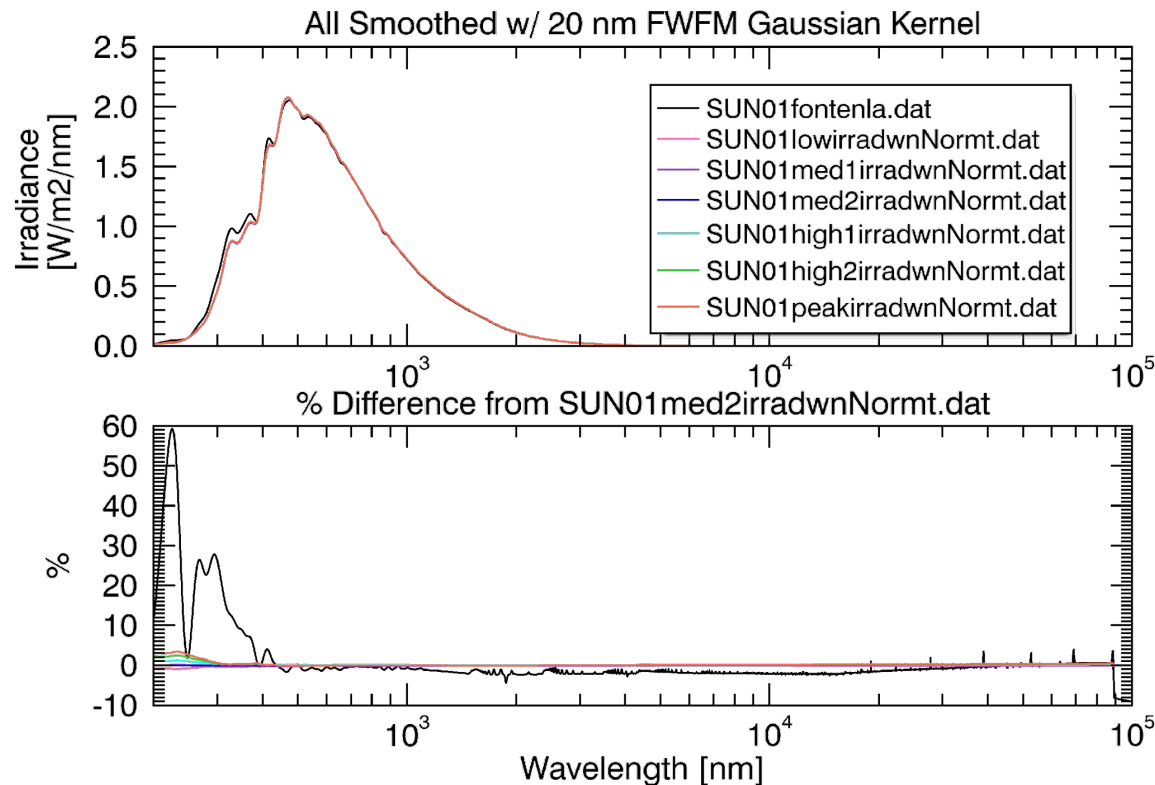 All Smoothed w/ 20 nm FWFM Gaussian Kernel
Irradiance
[W/m2/nm]
2.5
2.0
1.5
1.0
0.5
0.0
SUN01fontenla.dat
SUN01lowirradwnNormt.dat
SUN01med1irradwnNormt.dat
SUN01med2irradwnNormt.dat
SUN01high1irradwnNormt.dat
SUN01high2irradwnNormt.dat
SUN01peakirradwnNormt.dat
10³ 10⁴ 10⁵
% Difference from SUN01med2irradwnNormt.dat
%
60
50
40
30
20
10
0
-10
10³ 10⁴ 10⁵
Wavelength [nm]